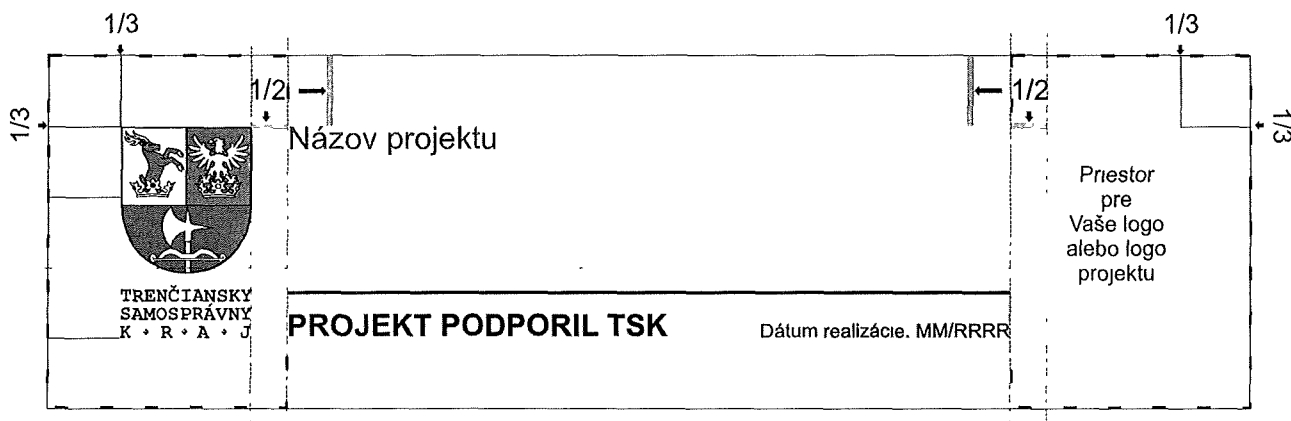 1/3
1/3
1/2
1/2
1/3
1/3
Názov projektu
Priestor
pre
Vaše logo
alebo logo
projektu
TRENČIANSKY
SAMOSPRÁVNY
K • R • A • J
PROJEKT PODPORIL TSK
Dátum realizácie. MM/RRRR